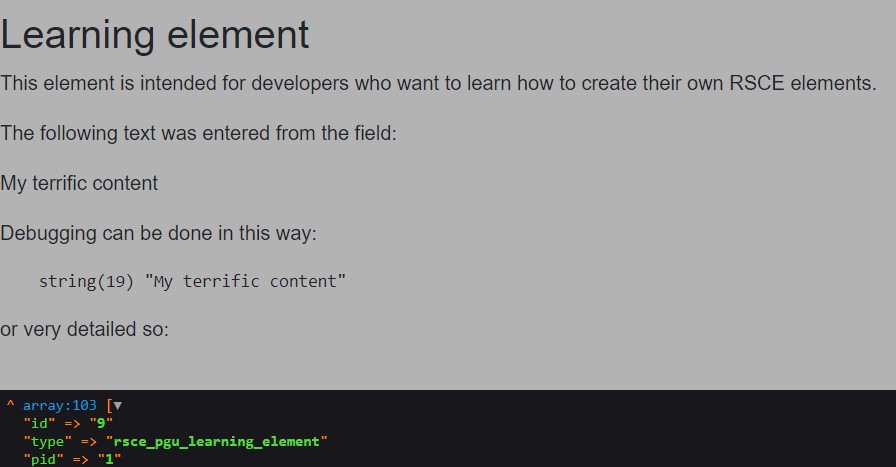 Learning element
This element is intended for developers who want to learn how to create their own RSCE elements.
The following text was entered from the field:
My terrific content
Debugging can be done in this way:
string(19) "My terrific content"
or very detailed so:
^ array:103 [▼
"id" => "9"
"type" => "rsce_pgu_learning_element"
"pid" => "1"